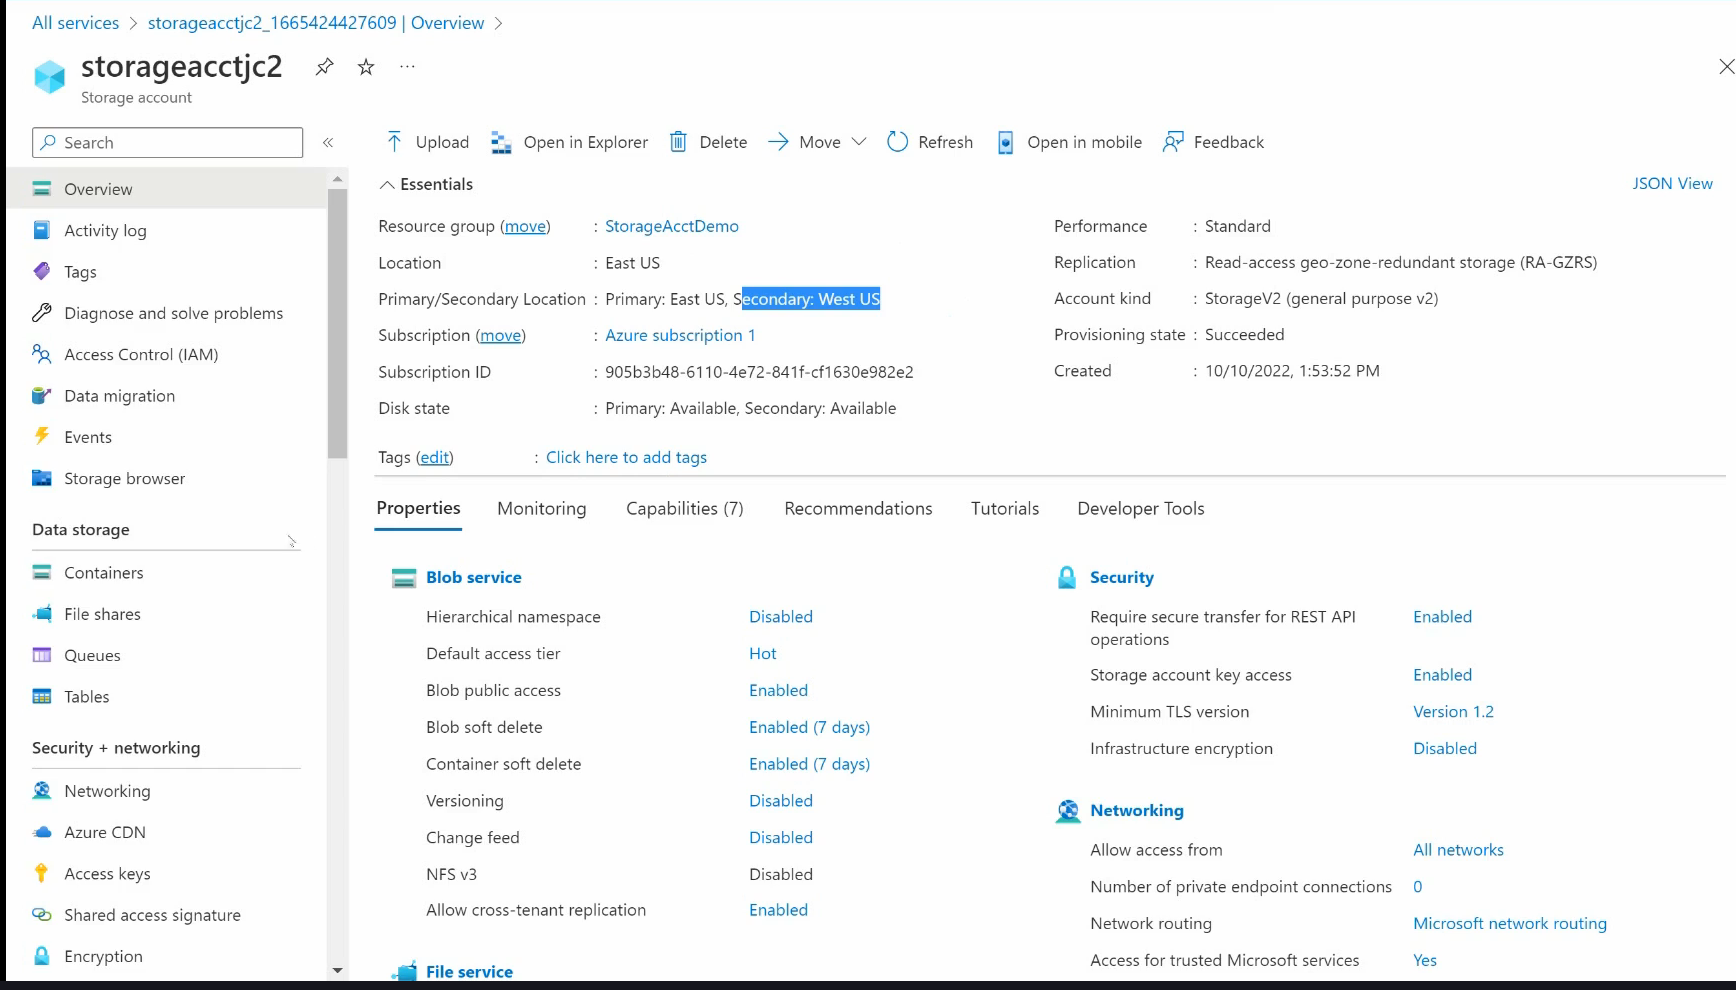 All services > storageacctjc2_1665424427609 | Overview >
storageacctjc2
Storage account
Search
«
Upload
Open in Explorer
Delete
Move
Refresh
Open in mobile
Feedback
Overview
Activity log
Tags
Diagnose and solve problems
Access Control (IAM)
Data migration
Events
Storage browser
Data storage
Containers
File shares
Queues
Tables
Security + networking
Networking
Azure CDN
Access keys
Shared access signature
Encryption
Essentials
JSON View
Resource group (move) : StorageAcctDemo
Location : East US
Primary/Secondary Location : Primary: East US, Secondary: West US
Subscription (move) : Azure subscription 1
Subscription ID : 905b3b48-6110-4e72-841f-cf1630e982e2
Disk state : Primary: Available, Secondary: Available
Performance : Standard
Replication : Read-access geo-zone-redundant storage (RA-GZRS)
Account kind : StorageV2 (general purpose v2)
Provisioning state : Succeeded
Created : 10/10/2022, 1:53:52 PM
Tags (edit) : Click here to add tags
Properties Monitoring Capabilities (7) Recommendations Tutorials Developer Tools
Blob service
Hierarchical namespace Disabled
Default access tier Hot
Blob public access Enabled
Blob soft delete Enabled (7 days)
Container soft delete Enabled (7 days)
Versioning Disabled
Change feed Disabled
NFS v3 Disabled
Allow cross-tenant replication Enabled
File service
Security
Require secure transfer for REST API Enabled
operations
Storage account key access Enabled
Minimum TLS version Version 1.2
Infrastructure encryption Disabled
Networking
Allow access from All networks
Number of private endpoint connections 0
Network routing Microsoft network routing
Access for trusted Microsoft services Yes